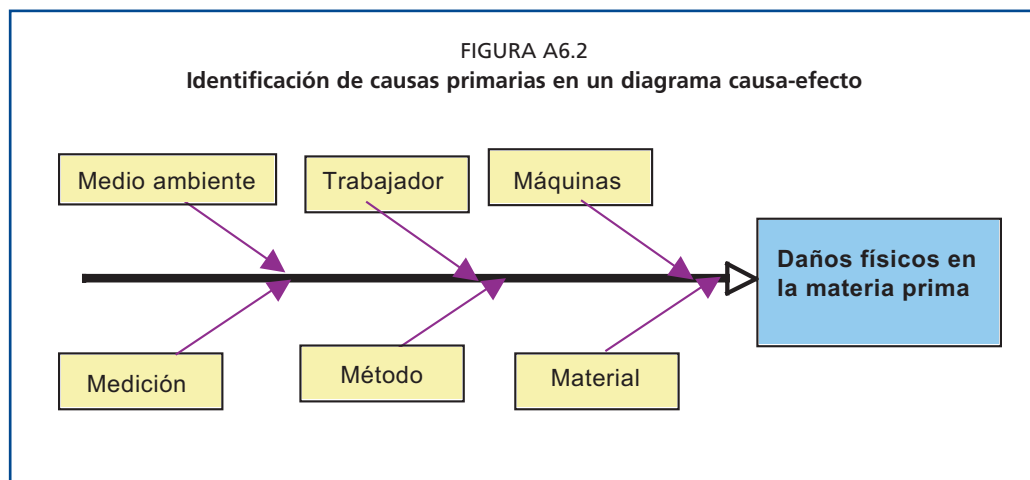 FIGURA A6.2
Identificación de causas primarias en un diagrama causa-efecto
Medio ambiente
Trabajador
Máquinas
Daños físicos en
la materia prima
Medición
Método
Material